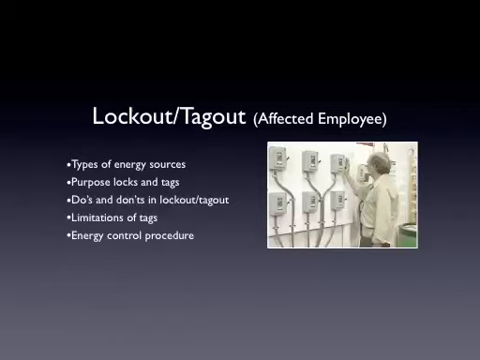 Lockout/Tagout (Affected Employee)
•Types of energy sources
•Purpose locks and tags
•Do's and don'ts in lockout/tagout
•Limitations of tags
•Energy control procedure